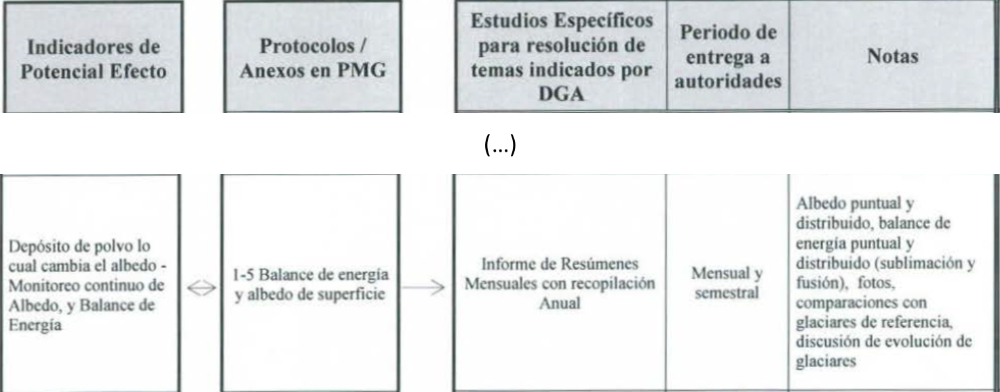 Indicadores de
Potencial Efecto
Protocolos /
Anexos en PMG
Estudios Específicos
para resolución de
temas indicados por
DGA
Periodo de
entrega a
autoridades
Notas
(...)
Depósito de polvo lo
cual cambia el albedo -
Monitoreo continuo de
Albedo, y Balance de
Energía
1-5 Balance de energía
y albedo de superficie
Informe de Resúmenes
Mensuales con recopilación
Anual
Mensual y
semestral
Albedo puntual y
distribuido, balance de
energía puntual y
distribuido (sublimación y
fusión), fotos,
comparaciones con
glaciares de referencia,
discusión de evolución de
glaciares